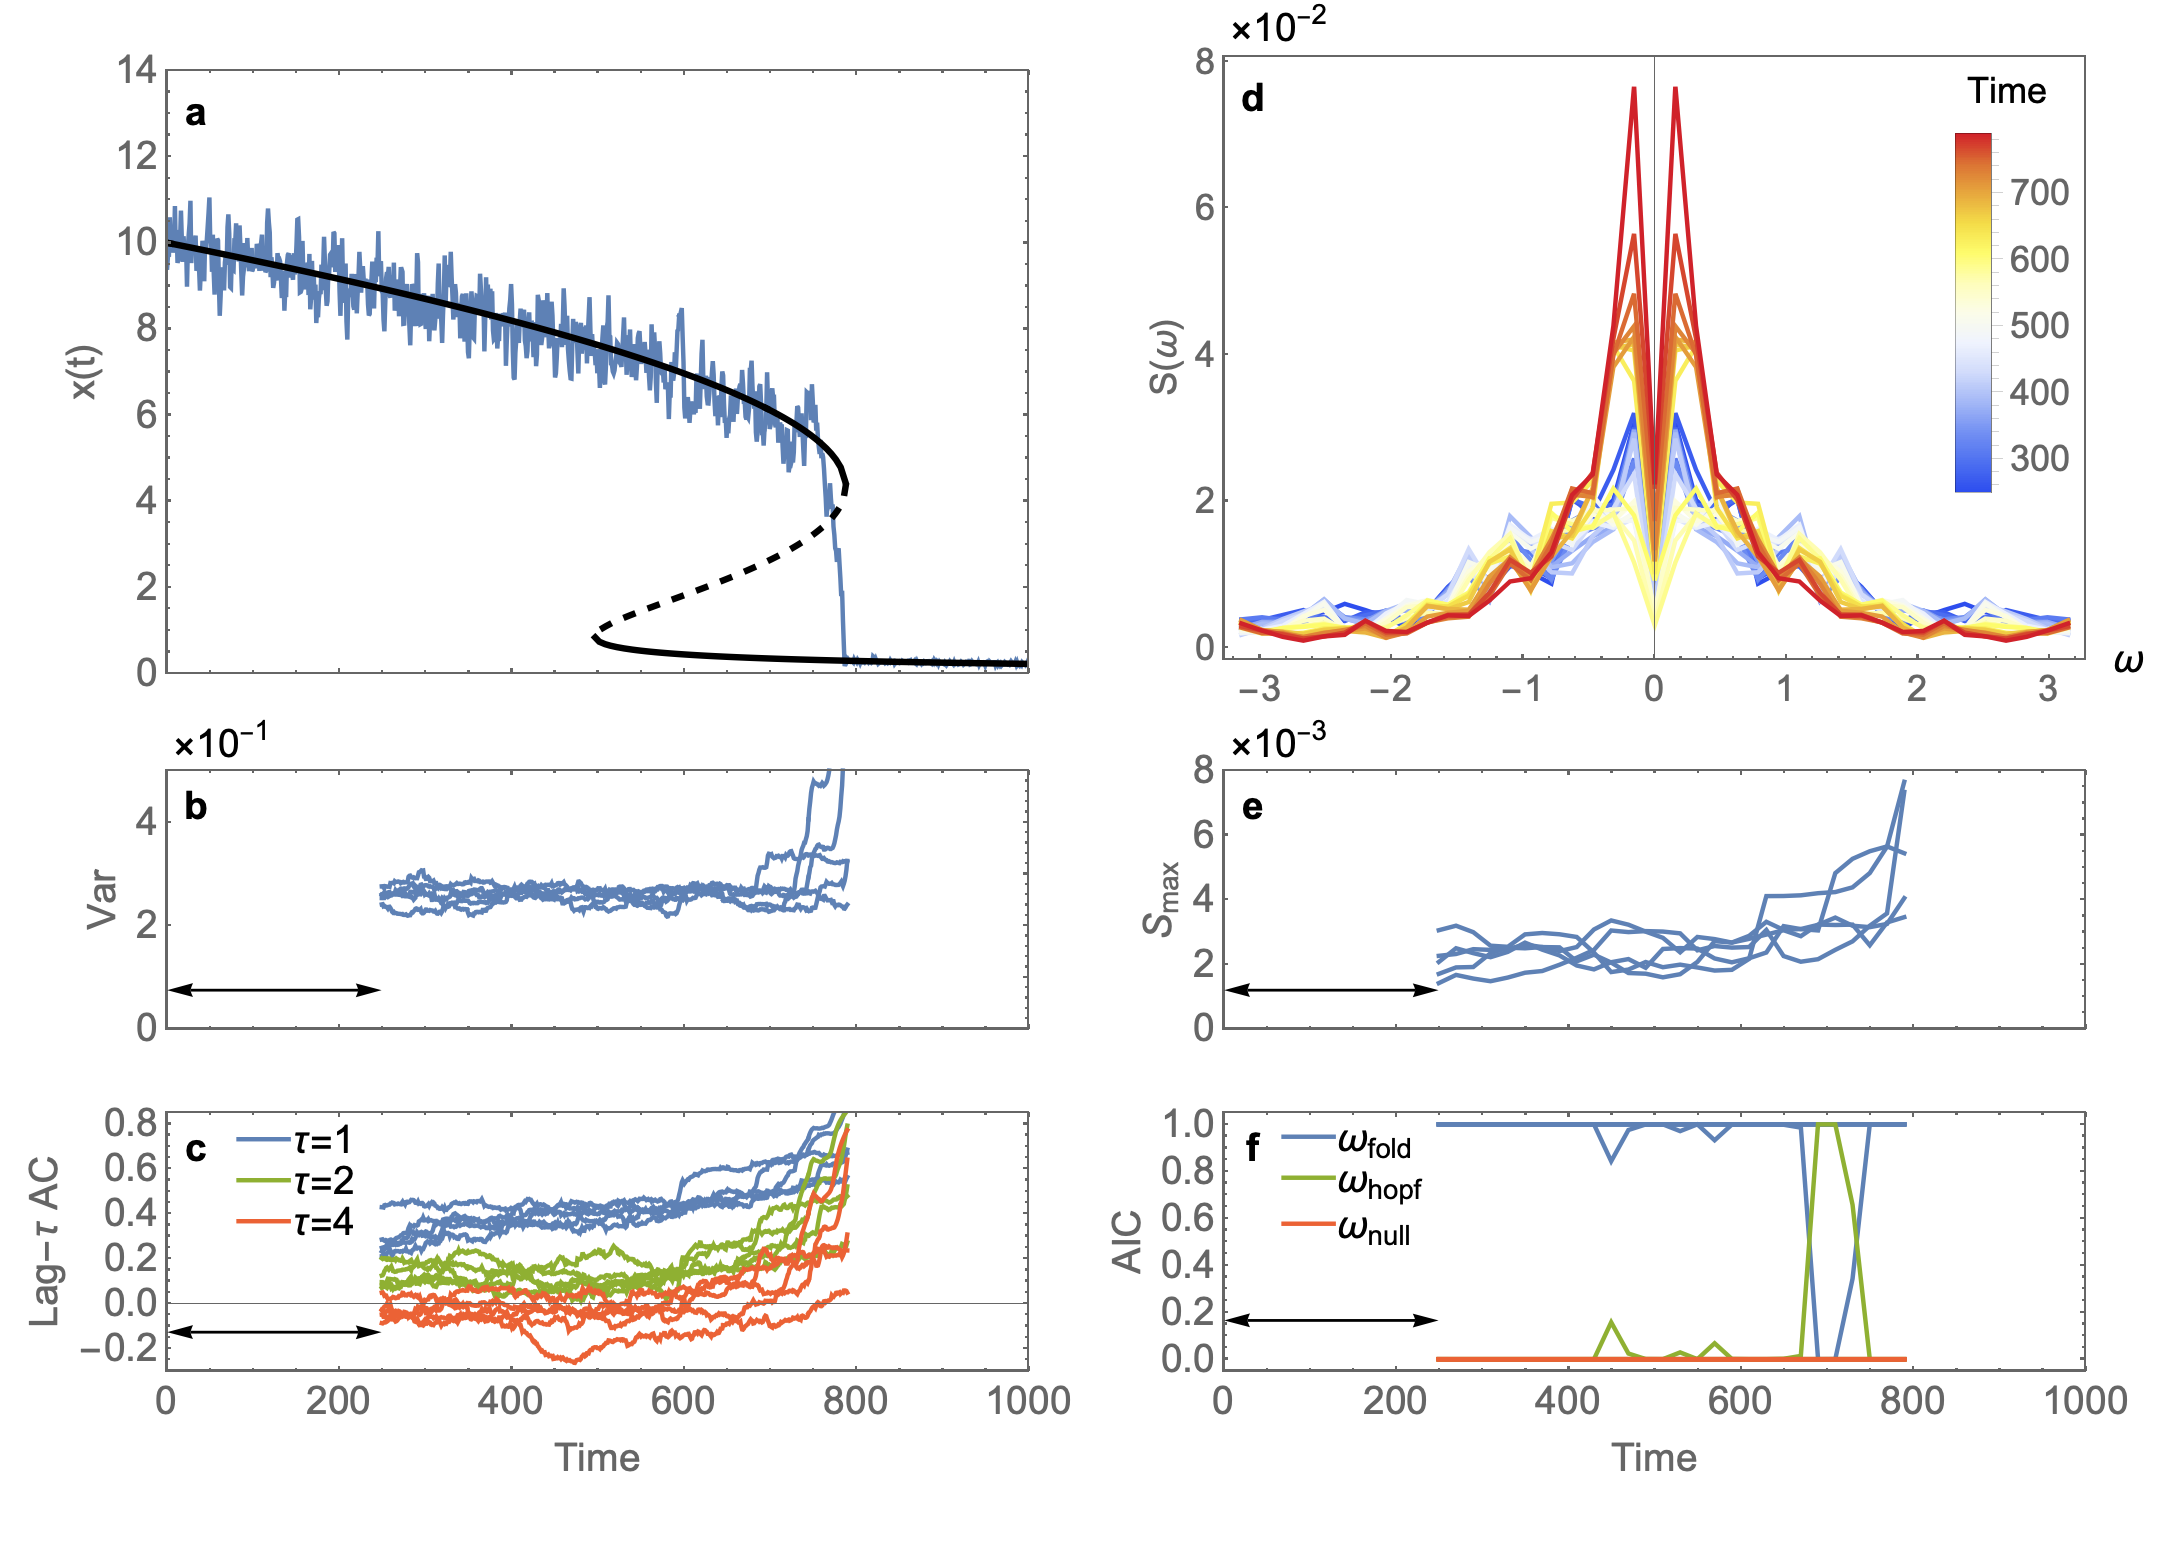 a
x(t)
14
12
10
8
6
4
2
0
×10⁻²
d
S(ω)
8
6
4
2
0
−3 −2 −1 0 1 2 3
ω
Time
700
600
500
400
300
×10⁻¹
b
Var
4
2
0
×10⁻³
e
Smax
8
6
4
2
0
c
τ=1
τ=2
τ=4
Lag−τ AC
0.8
0.6
0.4
0.2
0.0
−0.2
0 200 400 600 800 1000
Time
f
ωfold
ωhopf
ωnull
AIC
1.0
0.8
0.6
0.4
0.2
0.0
0 200 400 600 800 1000
Time